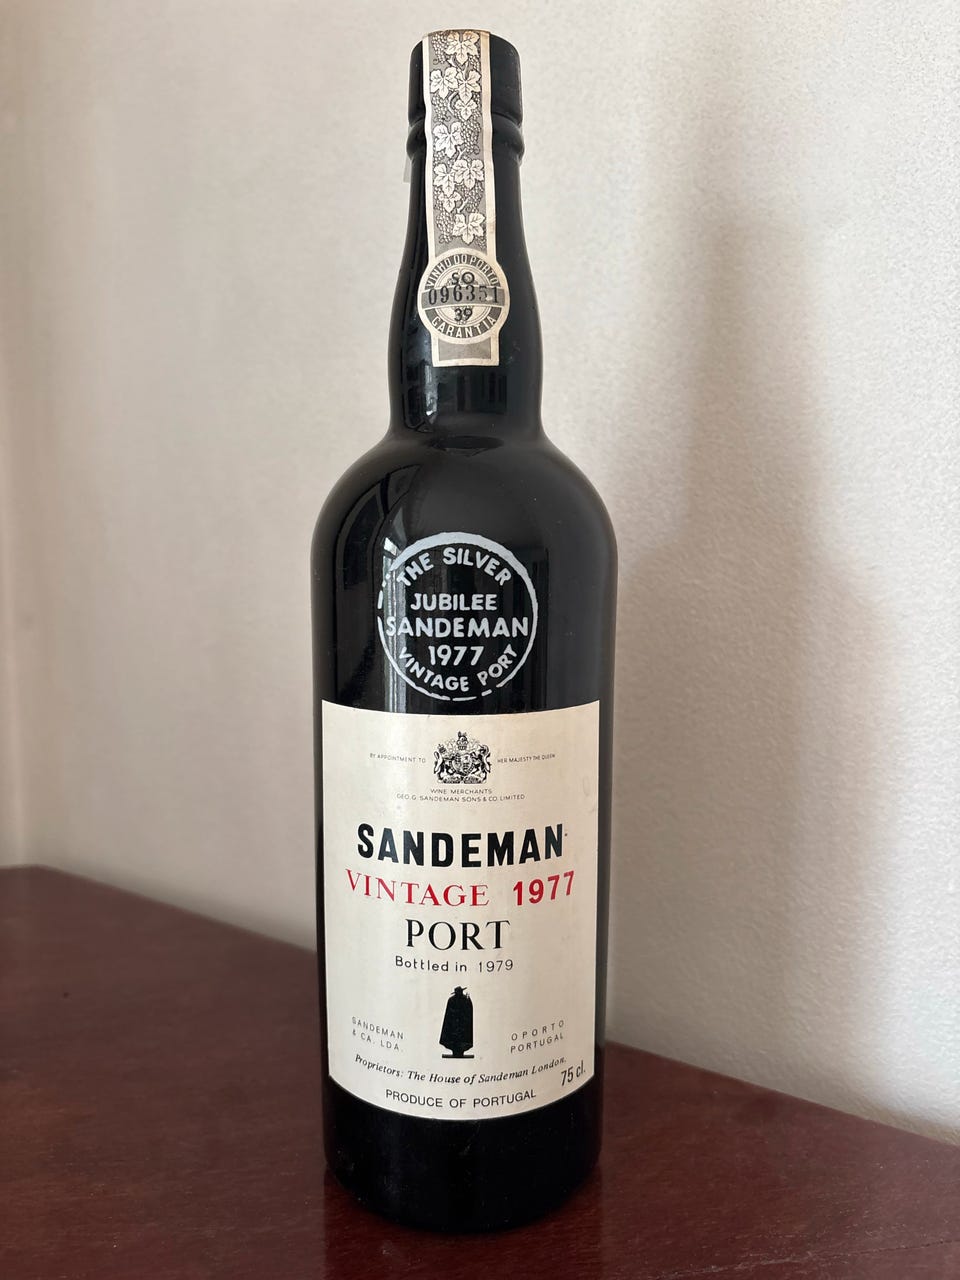 VINHO DO PORTO
SO
096351
39
GARANTIA
THE SILVER
JUBILEE
SANDEMAN
1977
VINTAGE PORT
BY APPOINTMENT TO HER MAJESTY THE QUEEN
WINE MERCHANTS
GEO. G. SANDEMAN SONS & CO. LIMITED
SANDEMAN
VINTAGE 1977
PORT
Bottled in 1979
SANDEMAN
& CA. LDA.
OPORTO
PORTUGAL
Proprietors: The House of Sandeman London.
75 cl.
PRODUCE OF PORTUGAL